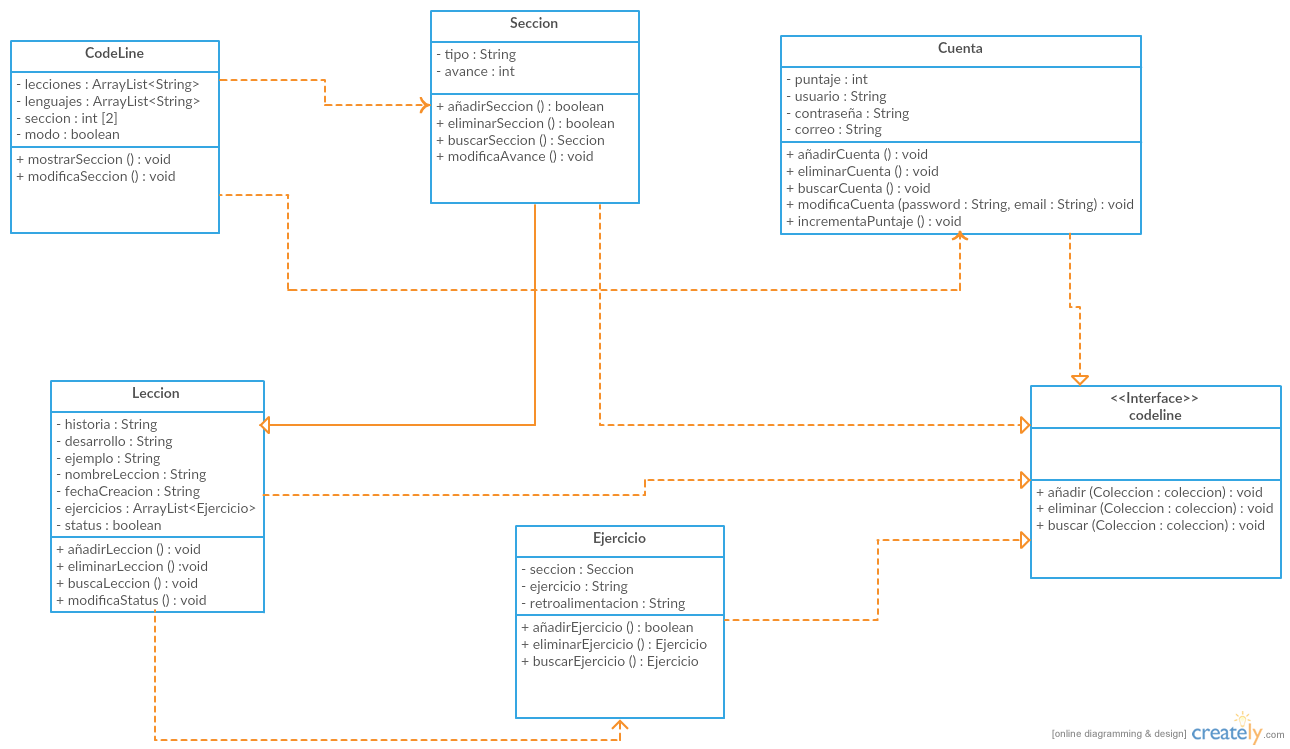 CodeLine
- lecciones : ArrayList<String>
- lenguajes : ArrayList<String>
- seccion : int [2]
- modo : boolean
+ mostrarSeccion () : void
+ modificaSeccion () : void
Seccion
- tipo : String
- avance : int
+ añadirSeccion () : boolean
+ eliminarSeccion () : boolean
+ buscarSeccion () : Seccion
+ modificaAvance () : void
Cuenta
- puntaje : int
- usuario : String
- contraseña : String
- correo : String
+ añadirCuenta () : void
+ eliminarCuenta () : void
+ buscarCuenta () : void
+ modificaCuenta (password : String, email : String) : void
+ incrementaPuntaje () : void
Leccion
- historia : String
- desarrollo : String
- ejemplo : String
- nombreLeccion : String
- fechaCreacion : String
- ejercicios : ArrayList<Ejercicio>
- status : boolean
+ añadirLeccion () : void
+ eliminarLeccion () :void
+ buscaLeccion () : void
+ modificaStatus () : void
Ejercicio
- seccion : Seccion
- ejercicio : String
- retroalimentacion : String
+ añadirEjercicio () : boolean
+ eliminarEjercicio () : Ejercicio
+ buscarEjercicio () : Ejercicio
<<Interface>>
codeline
+ añadir (Coleccion : coleccion) : void
+ eliminar (Coleccion : coleccion) : void
+ buscar (Coleccion : coleccion) : void
[online diagramming & design] creately.com